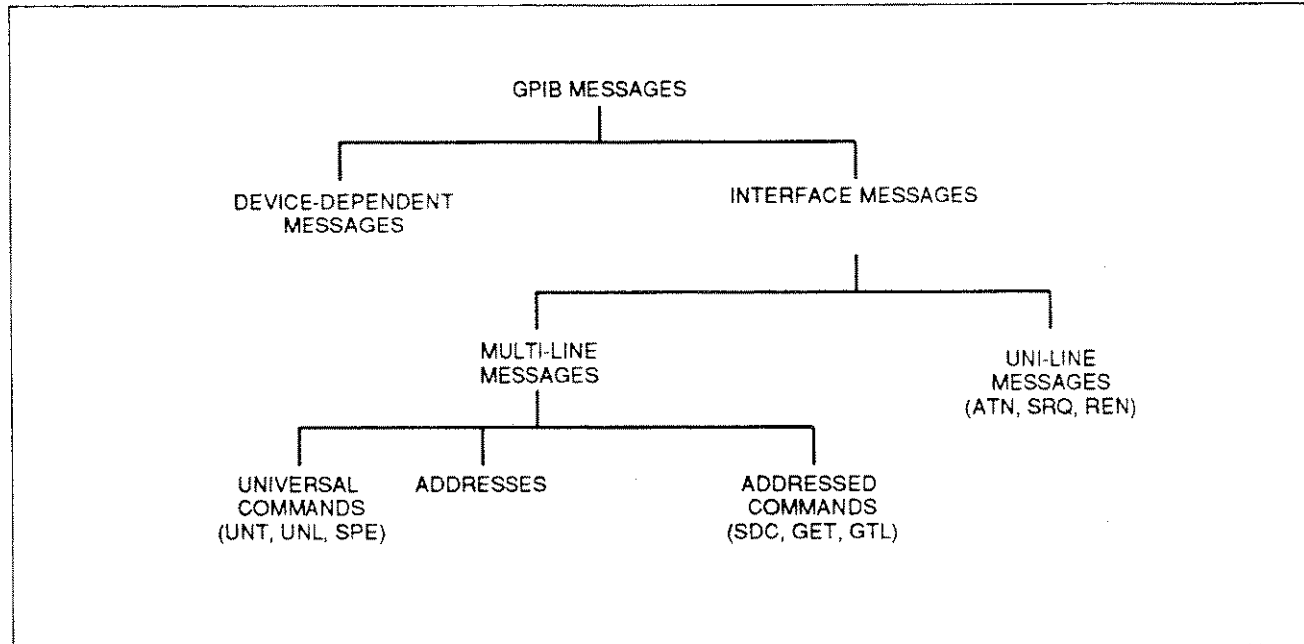 GPIB MESSAGES
DEVICE-DEPENDENT
MESSAGES
INTERFACE MESSAGES
MULTI-LINE
MESSAGES
UNI-LINE
MESSAGES
(ATN, SRQ, REN)
UNIVERSAL
COMMANDS
(UNT, UNL, SPE)
ADDRESSES
ADDRESSED
COMMANDS
(SDC, GET, GTL)